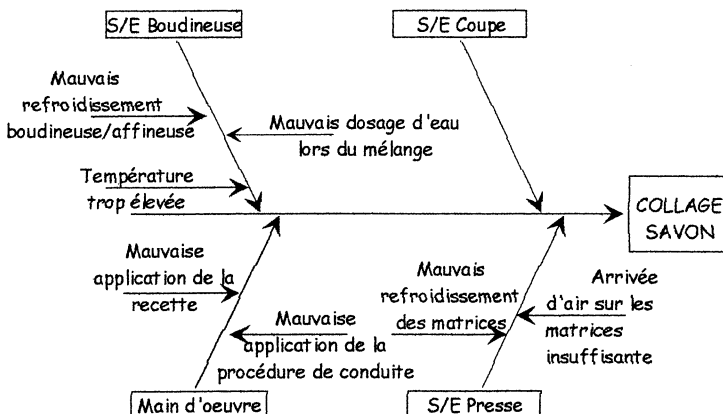 S/E Boudineuse
S/E Coupe
Mauvais
refroidissement
boudineuse/affineuse
Mauvais dosage d'eau
lors du mélange
Température
trop élevée
COLLAGE
SAVON
Mauvaise
application de la
recette
Mauvais
refroidissement
des matrices
Arrivée
d'air sur les
matrices
insuffisante
Mauvaise
application de la
procédure de conduite
Main d'oeuvre
S/E Presse